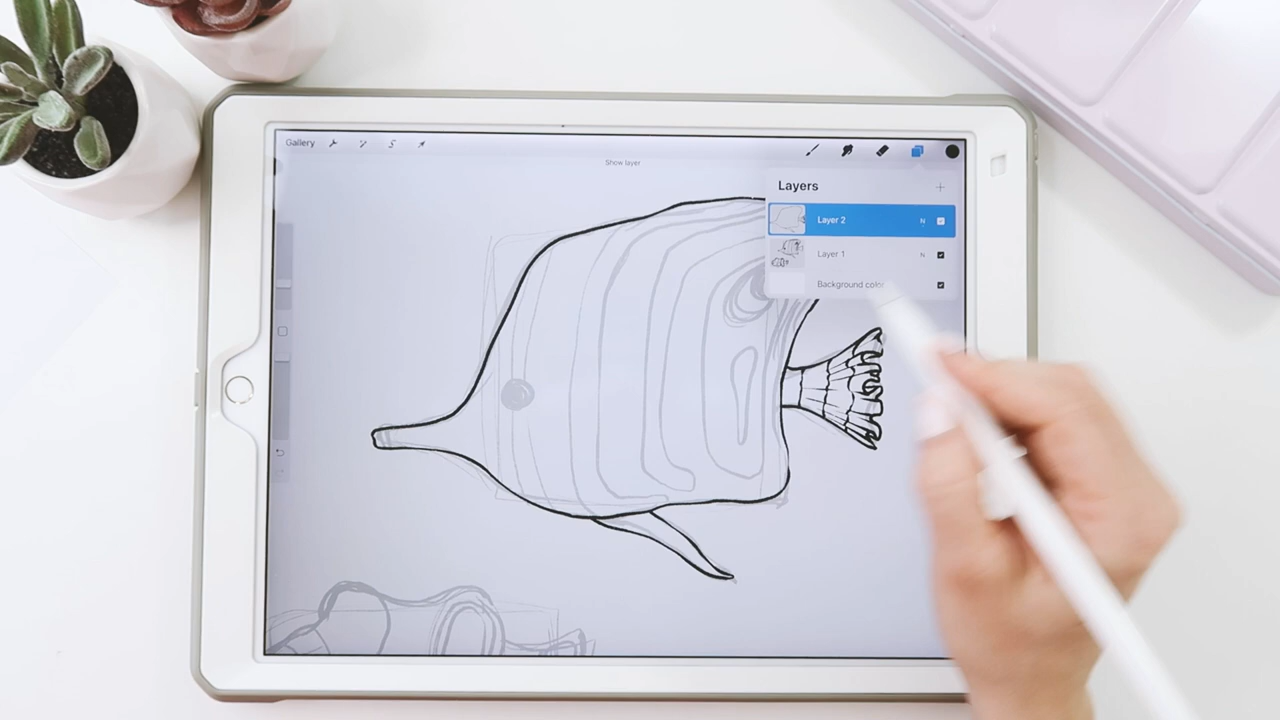 Gallery
Show layer
Layers
Layer 2 N
Layer 1 N
Background color